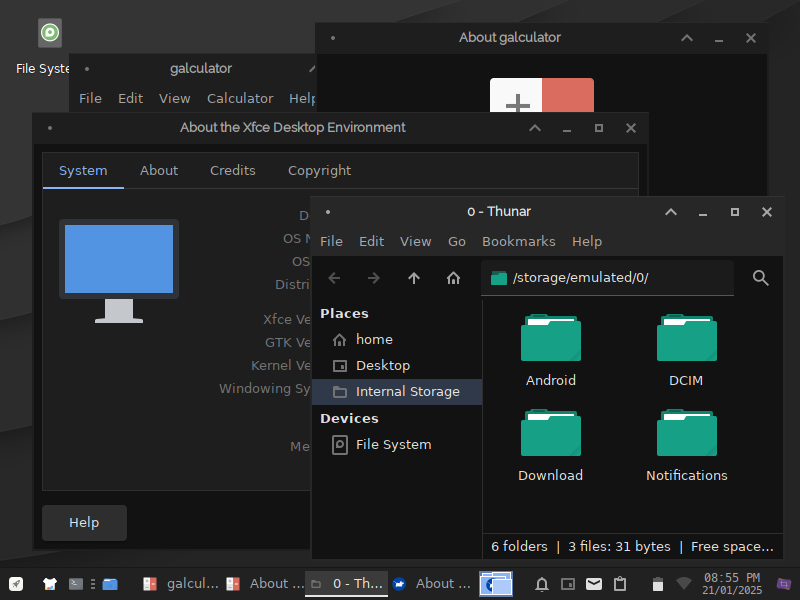 File Syste
About galculator
galculator
File Edit View Calculator Help
About the Xfce Desktop Environment
System About Credits Copyright
D
OS N
OS
Distri
Xfce Ve
GTK Ve
Kernel Ve
Windowing Sy
Me
Help
0 - Thunar
File Edit View Go Bookmarks Help
/storage/emulated/0/
Places
home
Desktop
Internal Storage
Devices
File System
Android DCIM
Download Notifications
6 folders | 3 files: 31 bytes | Free space...
galcul... About ... 0 - Th... About ...
08:55 PM
21/01/2025